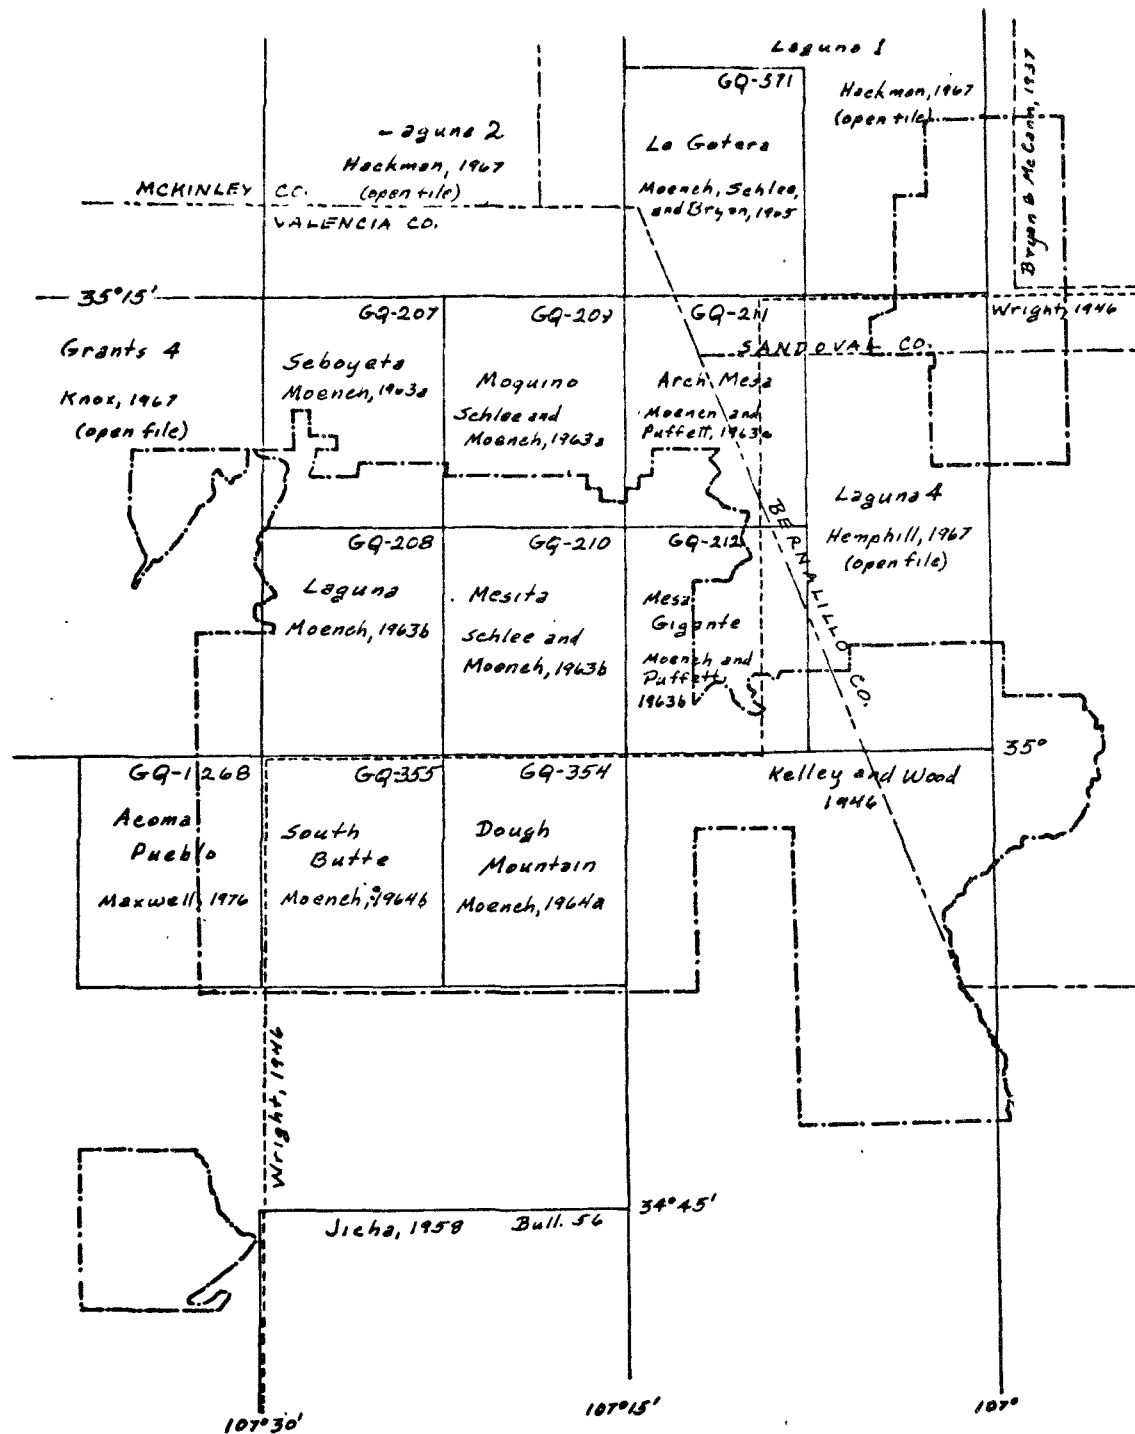 Laguna 1
GQ-371
Hackman, 1967
(open file)
Bryan & McCann, 1937
-aguna 2
Hackman, 1967
(open file)
La Gotera
Moench, Schlee,
and Bryan, 1965
MCKINLEY CO.
VALENCIA CO.
35°15'
GQ-207
GQ-209
GQ-211
Wright, 1946
SANDOVAL CO.
Grants 4
Knox, 1967
(open file)
Seboyeta
Moench, 1963a
Moquino
Schlee and
Moench, 1963a
Arch Mesa
Moench and
Puffett, 1963a
Laguna 4
Hemphill, 1967
(open file)
BERNALILLO CO.
GQ-208
GQ-210
GQ-212
Laguna
Moench, 1963b
Mesita
Schlee and
Moench, 1963b
Mesa
Gigante
Moench and
Puffett,
1963b
35°
GQ-1268
GQ-355
GQ-354
Kelley and Wood
1946
Acoma
Pueblo
Maxwell, 1976
South
Butte
Moench, 1964b
Dough
Mountain
Moench, 1964a
Wright, 1946
34°45'
Jicha, 1958 Bull. 56
107°30'
107°15'
107°